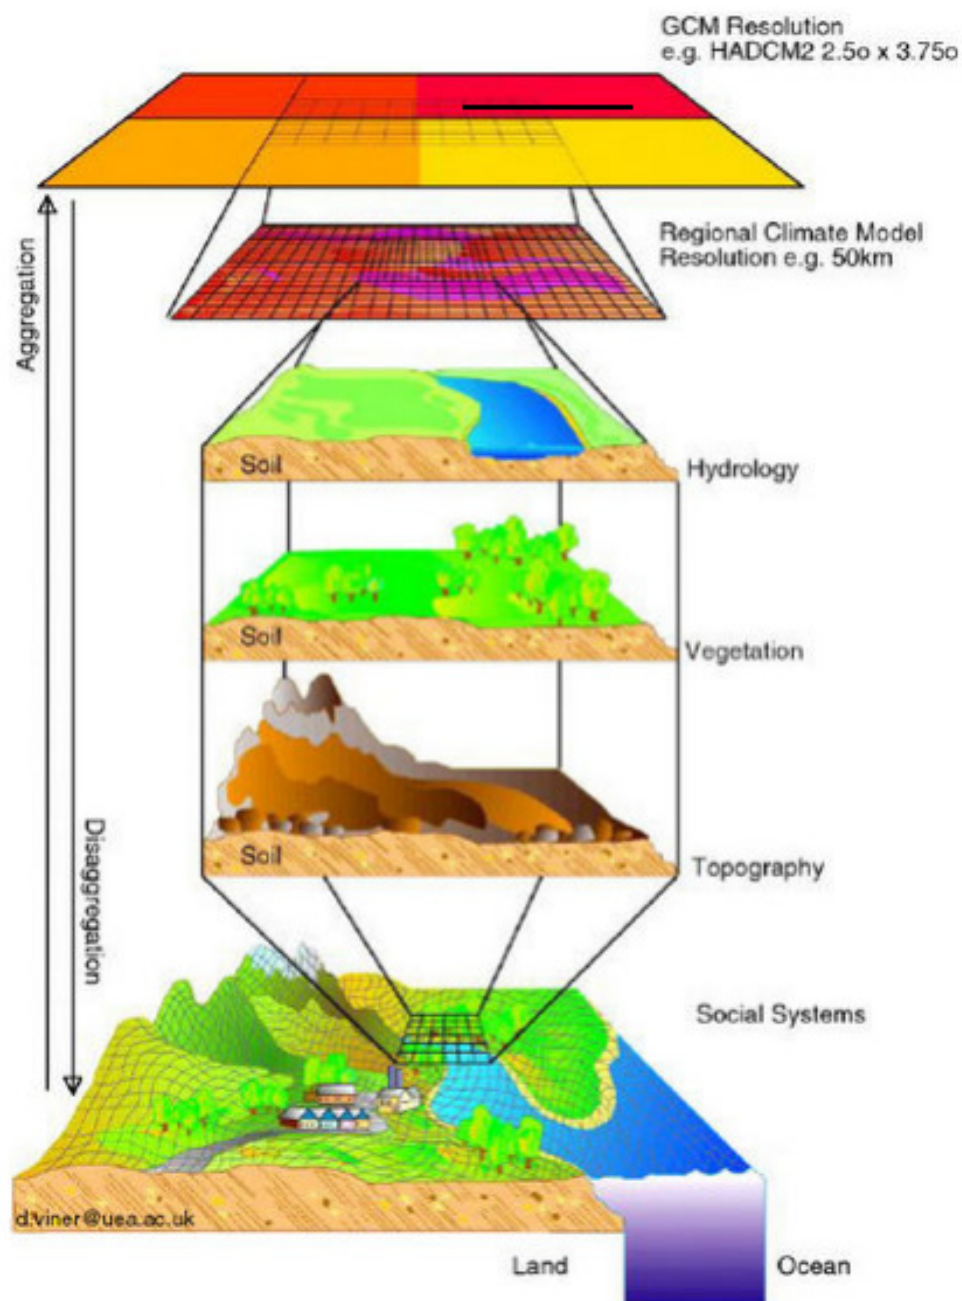 GCM Resolution
e.g. HADCM2 2.5o x 3.75o
Regional Climate Model
Resolution e.g. 50km
Aggregation
Soil
Hydrology
Soil
Vegetation
Soil
Topography
Disaggregation
Social Systems
d.viner@uea.ac.uk
Land
Ocean